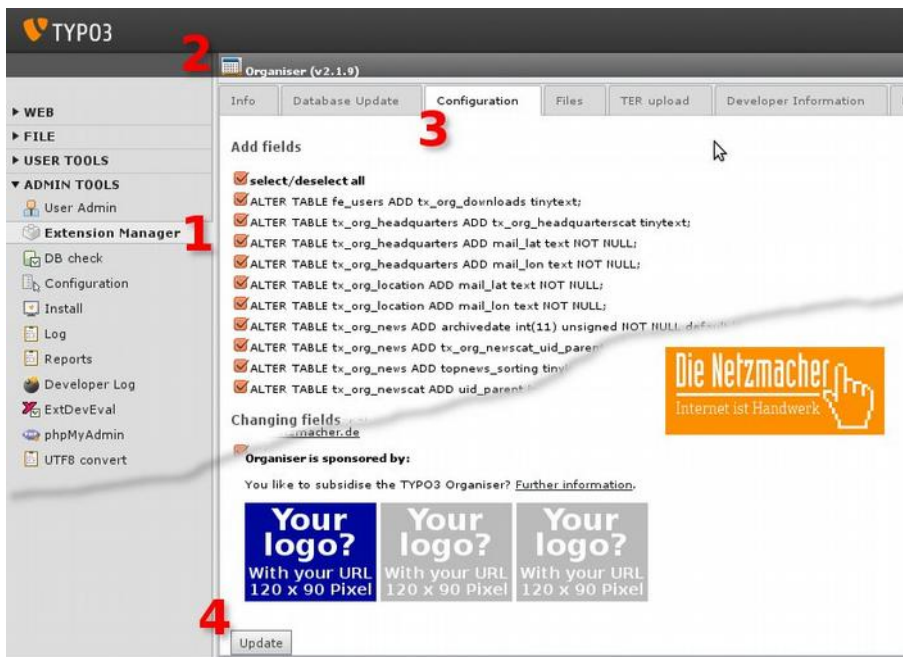 TYPO3
2
Organiser (v2.1.9)
Info
Database Update
Configuration
Files
TER upload
Developer Information
3
WEB
FILE
USER TOOLS
ADMIN TOOLS
User Admin
Extension Manager
1
DB check
Configuration
Install
Log
Reports
Developer Log
ExtDevEval
phpMyAdmin
UTF8 convert
Add fields
select/deselect all
ALTER TABLE fe_users ADD tx_org_downloads tinytext;
ALTER TABLE tx_org_headquarters ADD tx_org_headquarterscat tinytext;
ALTER TABLE tx_org_headquarters ADD mail_lat text NOT NULL;
ALTER TABLE tx_org_headquarters ADD mail_lon text NOT NULL;
ALTER TABLE tx_org_location ADD mail_lat text NOT NULL;
ALTER TABLE tx_org_location ADD mail_lon text NOT NULL;
ALTER TABLE tx_org_news ADD archivedate int(11) unsigned NOT NULL
ALTER TABLE tx_org_news ADD tx_org_newscat_uid_parent
ALTER TABLE tx_org_news ADD topnews_sorting
ALTER TABLE tx_org_newscat ADD uid_parent
Die Netzmacher
Internet ist Handwerk
Changing fields
Organiser is sponsored by:
You like to subsidise the TYPO3 Organiser? Further information.
Your
logo?
With your URL
120 x 90 Pixel
Your
logo?
With your URL
120 x 90 Pixel
Your
logo?
With your URL
120 x 90 Pixel
4
Update